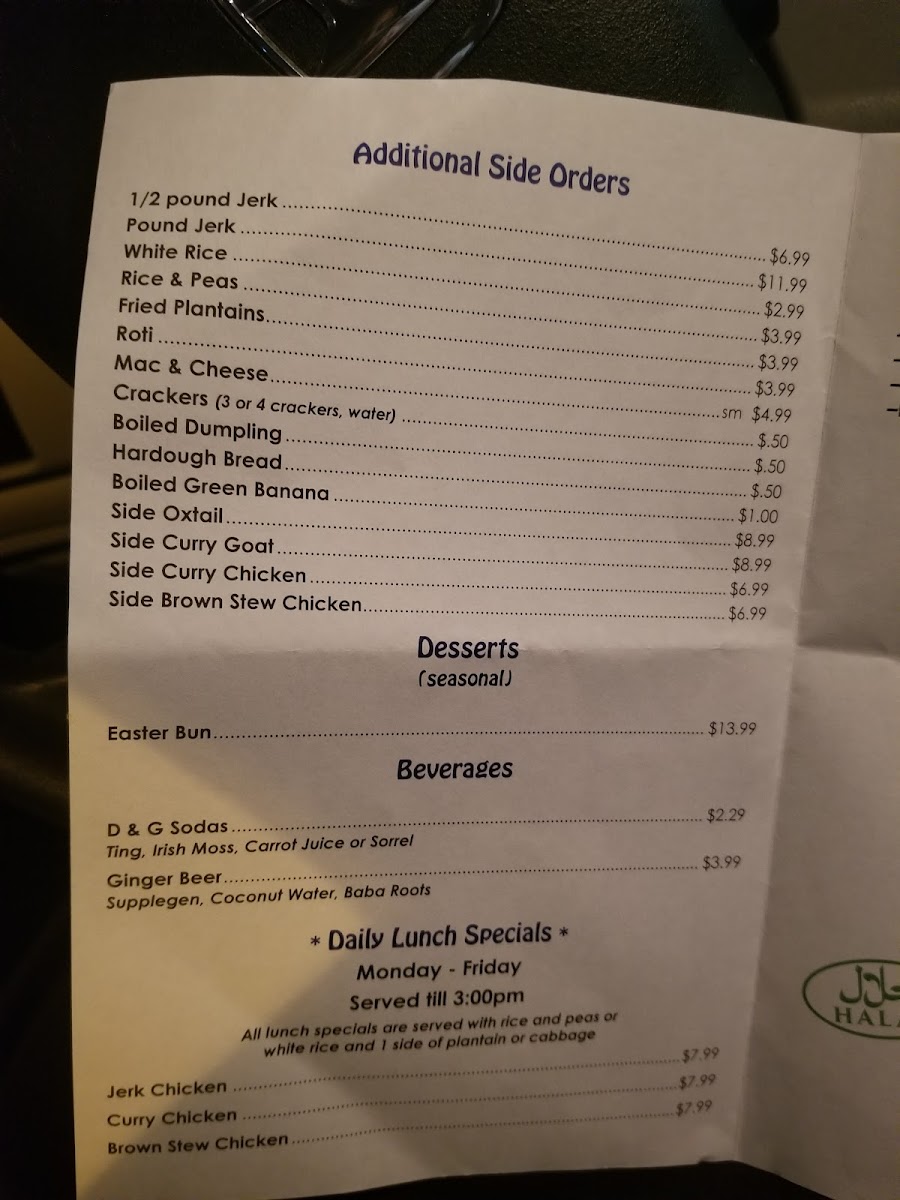 Additional Side Orders
1/2 pound Jerk ........ $6.99
Pound Jerk ........ $11.99
White Rice ........ $2.99
Rice & Peas ........ $3.99
Fried Plantains ........ $3.99
Roti ........ $3.99
Mac & Cheese ........ sm $4.99
Crackers (3 or 4 crackers, water) ........ $.50
Boiled Dumpling ........ $.50
Hardough Bread ........ $.50
Boiled Green Banana ........ $1.00
Side Oxtail ........ $8.99
Side Curry Goat ........ $8.99
Side Curry Chicken ........ $6.99
Side Brown Stew Chicken ........ $6.99
Desserts
(seasonal)
Easter Bun ........ $13.99
Beverages
D & G Sodas ........ $2.29
Ting, Irish Moss, Carrot Juice or Sorrel
Ginger Beer ........ $3.99
Supplegen, Coconut Water, Baba Roots
* Daily Lunch Specials *
Monday - Friday
Served till 3:00pm
All lunch specials are served with rice and peas or
white rice and 1 side of plantain or cabbage
Jerk Chicken ........ $7.99
Curry Chicken ........ $7.99
Brown Stew Chicken ........ $7.99